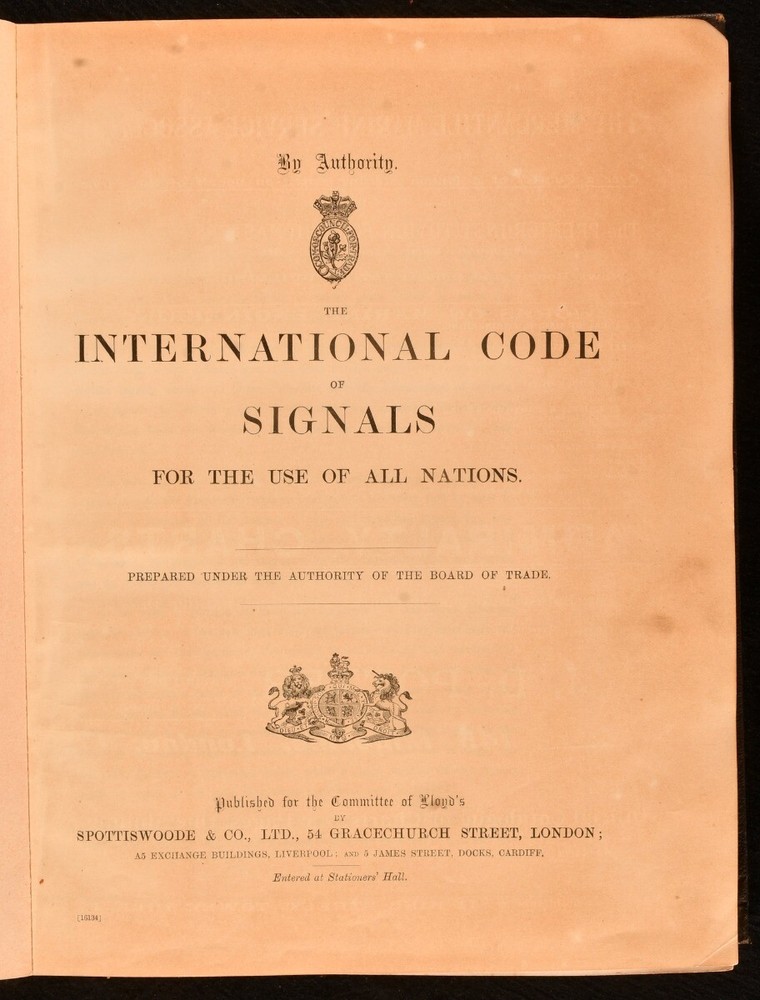 By Authority.
THE
INTERNATIONAL CODE
OF
SIGNALS
FOR THE USE OF ALL NATIONS.
PREPARED UNDER THE AUTHORITY OF THE BOARD OF TRADE.
Published for the Committee of Lloyd's
BY
SPOTTISWOODE & CO., LTD., 54 GRACECHURCH STREET, LONDON;
A5 EXCHANGE BUILDINGS, LIVERPOOL; AND 5 JAMES STREET, DOCKS, CARDIFF,
Entered at Stationers' Hall.
[16134]